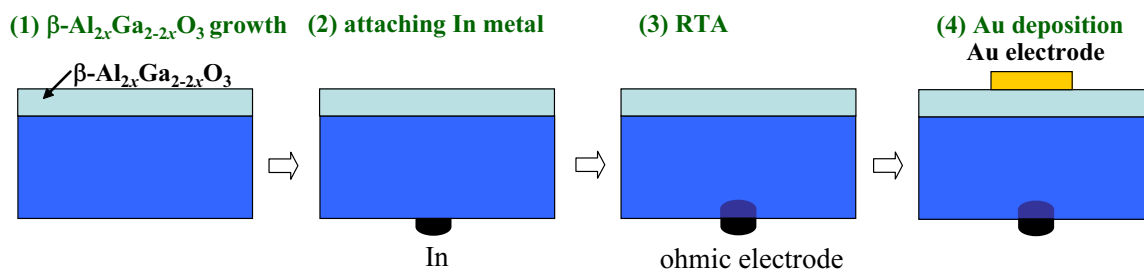 (1) β-Al2xGa2-2xO3 growth
(2) attaching In metal
(3) RTA
(4) Au deposition
Au electrode
β-Al2xGa2-2xO3
In
ohmic electrode